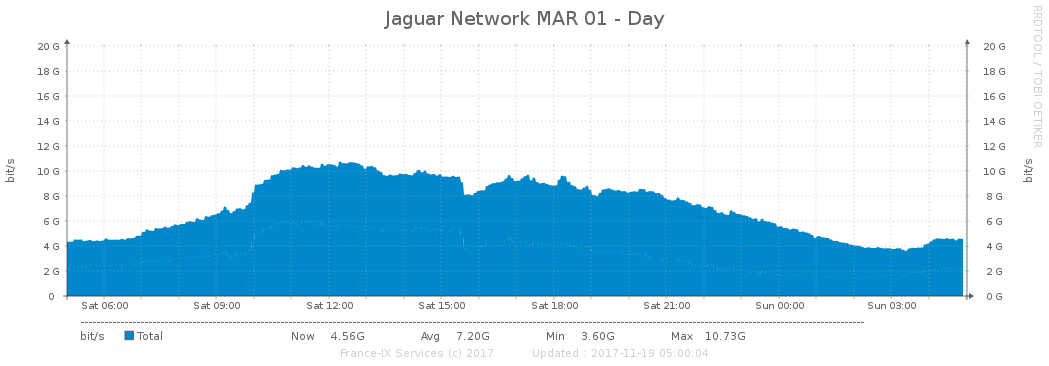 Jaguar Network MAR 01 - Day
RRDTOOL / TOBI OETIKER
bit/s
20 G
18 G
16 G
14 G
12 G
10 G
8 G
6 G
4 G
2 G
0
20 G
18 G
16 G
14 G
12 G
10 G
8 G
6 G
4 G
2 G
0 G
bit/s
Sat 06:00 Sat 09:00 Sat 12:00 Sat 15:00 Sat 18:00 Sat 21:00 Sun 00:00 Sun 03:00
bit/s Total Now 4.56G Avg 7.20G Min 3.60G Max 10.73G
France-IX Services (c) 2017 Updated : 2017-11-19 05:00:04